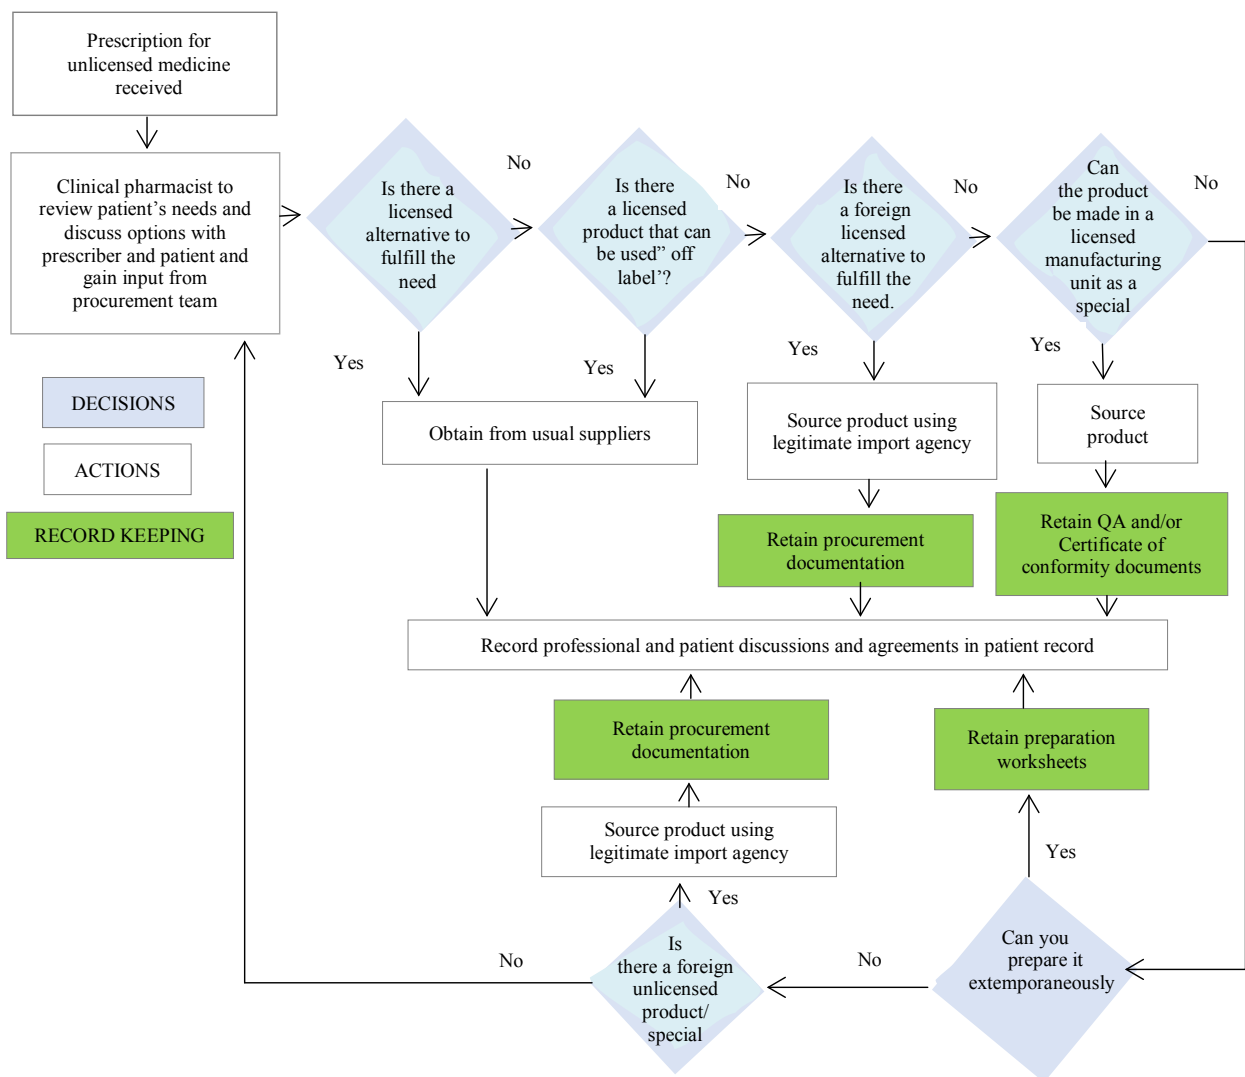 Prescription for
unlicensed medicine
received
Clinical pharmacist to
review patient's needs and
discuss options with
prescriber and patient and
gain input from
procurement team
Is there a
licensed
alternative to
fulfill the
need
No
Is there
a licensed
product that can
be used” off
label’?
No
Is there
a foreign
licensed
alternative to
fulfill the
need.
No
Can
the product
be made in a
licensed
manufacturing
unit as a
special
No
Yes
Yes
Yes
Yes
DECISIONS
ACTIONS
RECORD KEEPING
Obtain from usual suppliers
Source product using
legitimate import agency
Source
product
Retain procurement
documentation
Retain QA and/or
Certificate of
conformity documents
Record professional and patient discussions and agreements in patient record
Retain procurement
documentation
Retain preparation
worksheets
Source product using
legitimate import agency
Yes
Yes
Can you
prepare it
extemporaneously
No
Is
there a foreign
unlicensed
product/
special
No